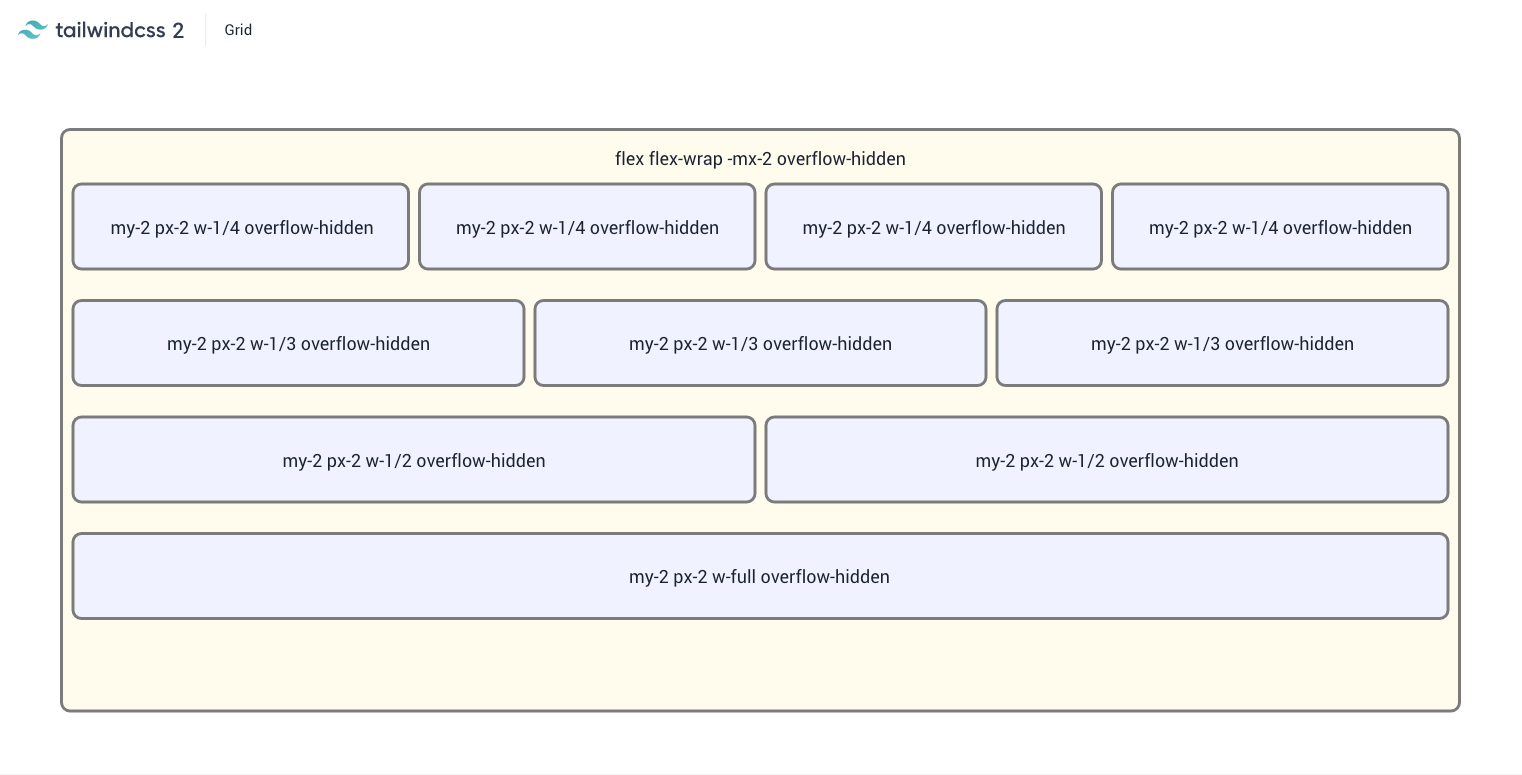 tailwindcss 2 Grid
flex flex-wrap -mx-2 overflow-hidden
my-2 px-2 w-1/4 overflow-hidden my-2 px-2 w-1/4 overflow-hidden my-2 px-2 w-1/4 overflow-hidden my-2 px-2 w-1/4 overflow-hidden
my-2 px-2 w-1/3 overflow-hidden my-2 px-2 w-1/3 overflow-hidden my-2 px-2 w-1/3 overflow-hidden
my-2 px-2 w-1/2 overflow-hidden my-2 px-2 w-1/2 overflow-hidden
my-2 px-2 w-full overflow-hidden